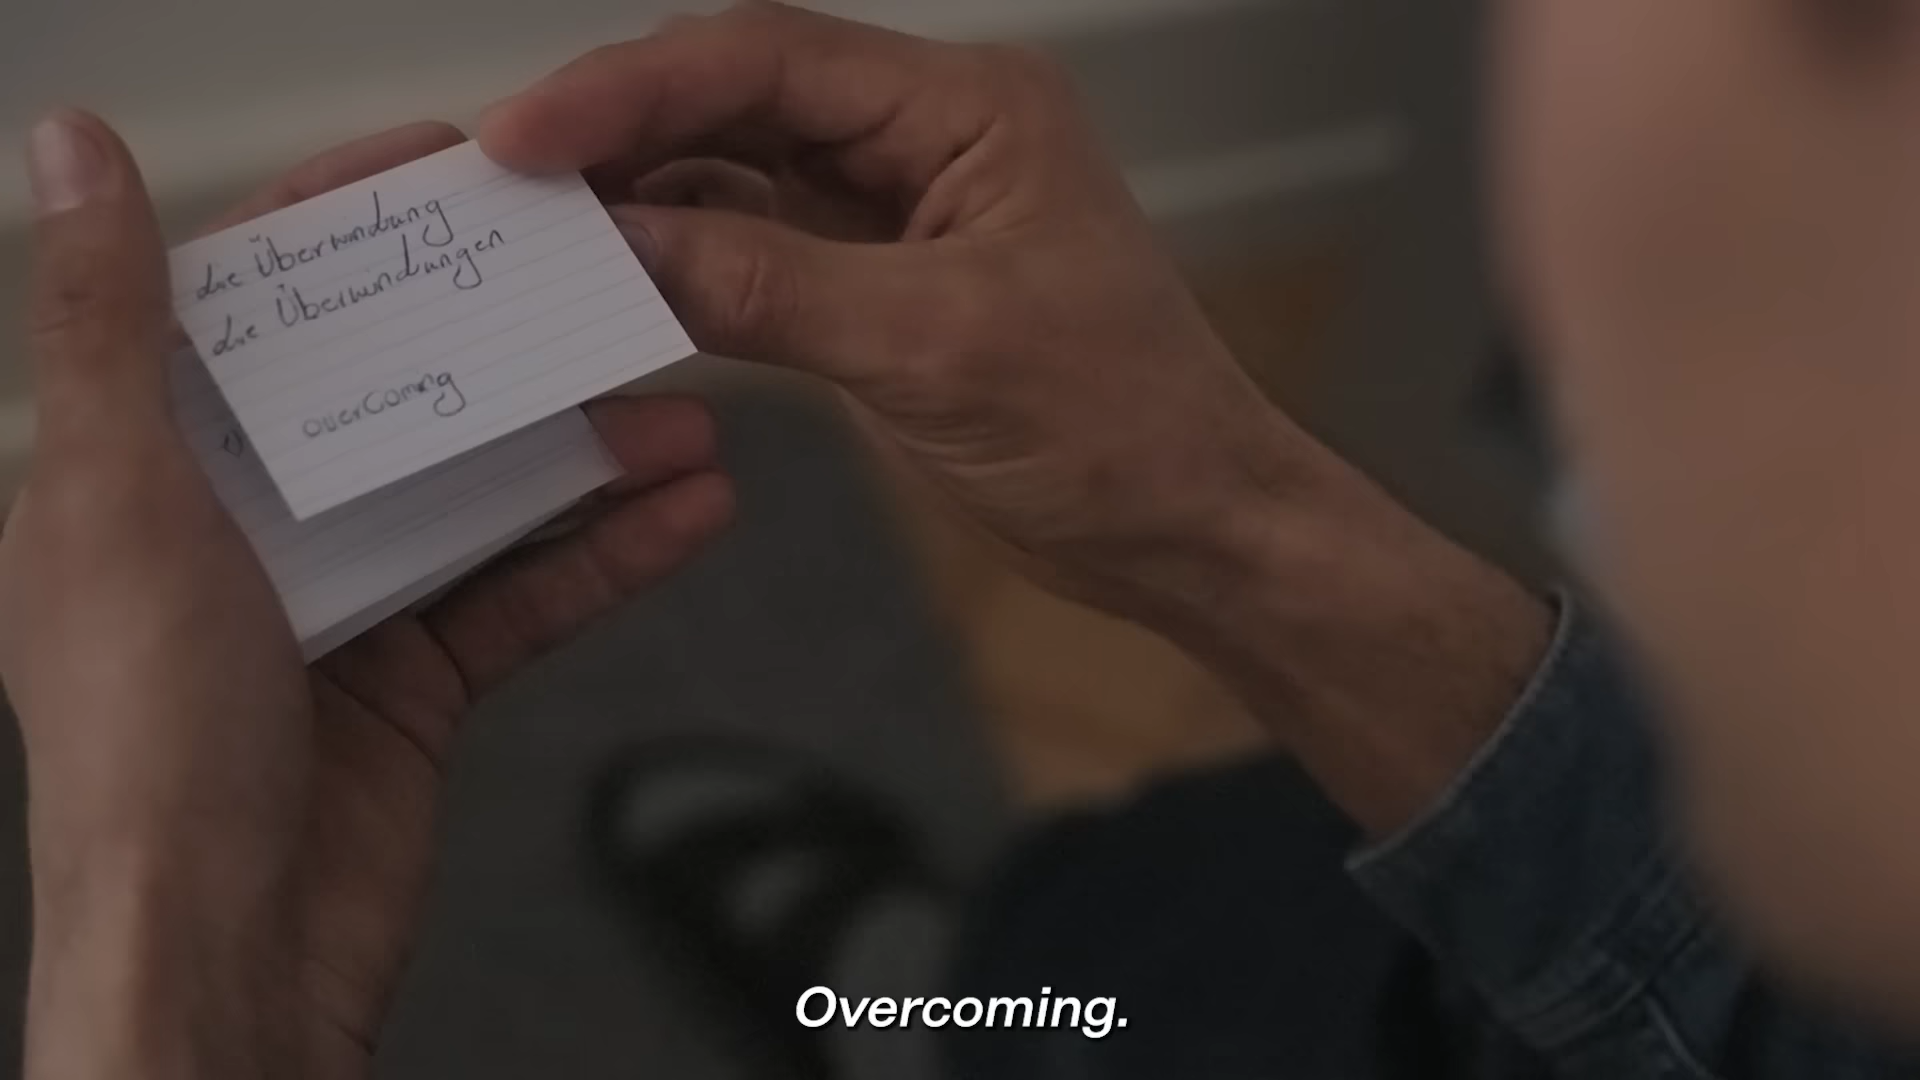 die Überwindung
die Überwindungen
overcoming
Overcoming.